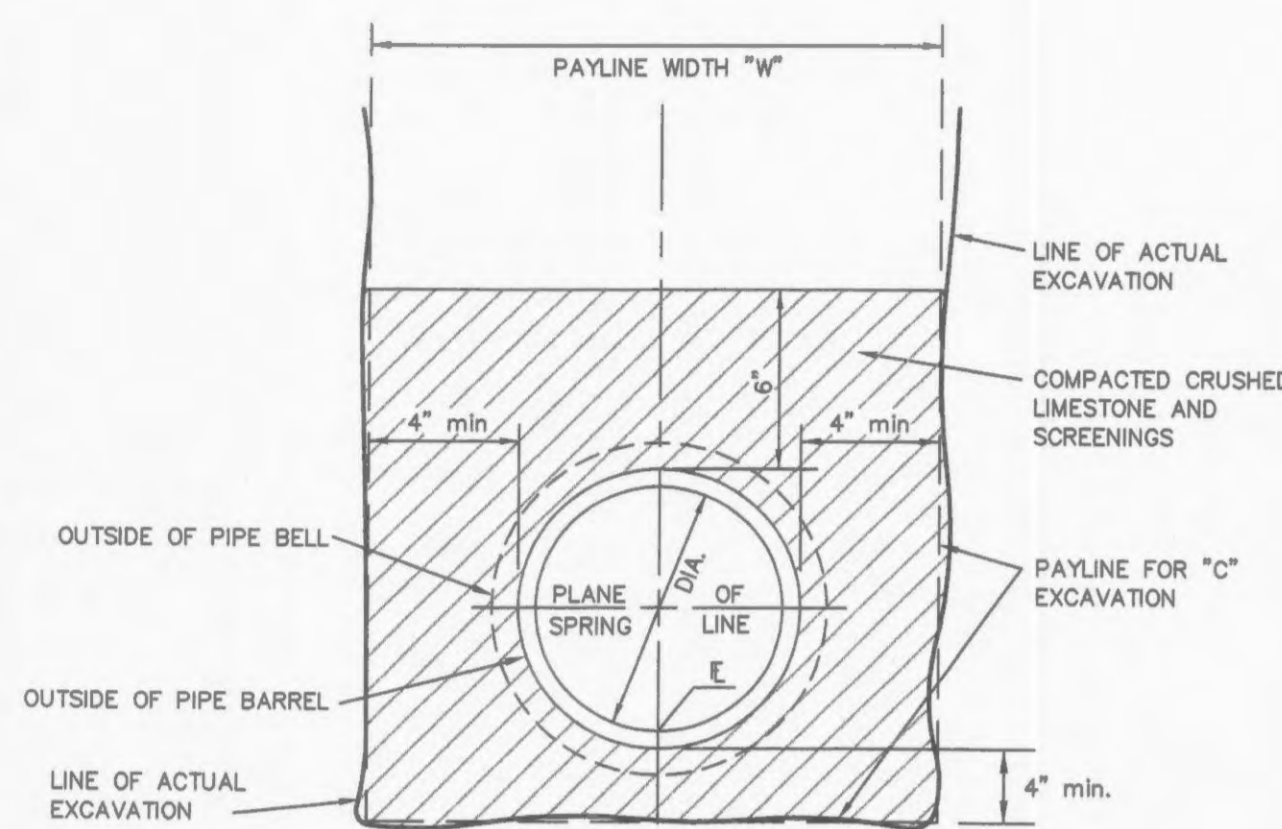 PAYLINE WIDTH "W"
LINE OF ACTUAL
EXCAVATION
6"
COMPACTED CRUSHED
LIMESTONE AND
SCREENINGS
4" min
4" min
OUTSIDE OF PIPE BELL
DIA.
PLANE OF
SPRING LINE
PAYLINE FOR "C"
EXCAVATION
OUTSIDE OF PIPE BARREL
LINE OF ACTUAL
EXCAVATION
4" min.